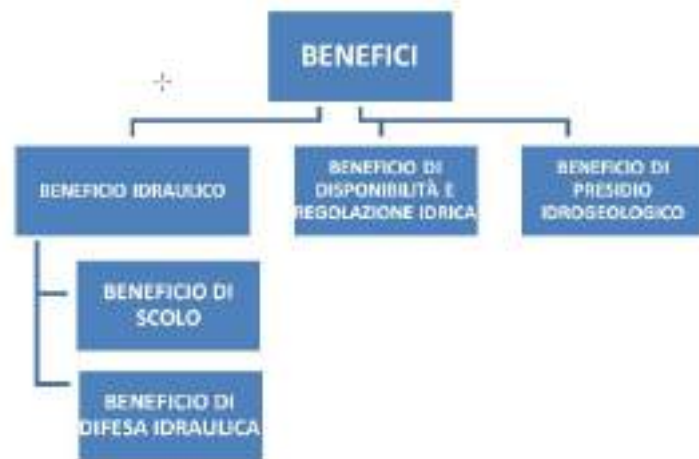 BENEFICI
BENEFICIO IDRAULICO
BENEFICIO DI
DISPONIBILITÀ E
REGOLAZIONE IDRICA
BENEFICIO DI
PRESIDIO
IDROGEOLOGICO
BENEFICIO DI
SCOLO
BENEFICIO DI
DIFESA IDRAULICA